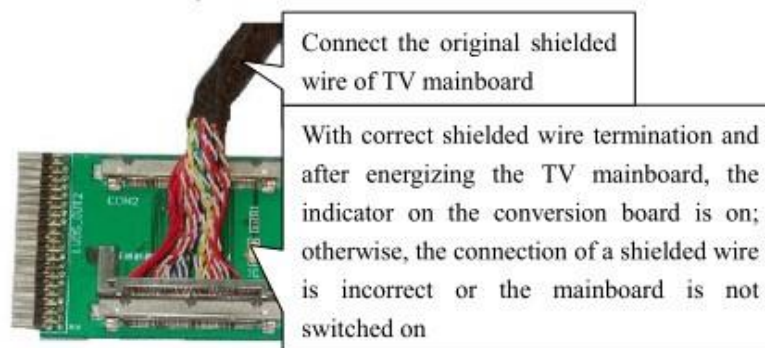 Connect the original shielded
wire of TV mainboard
With correct shielded wire termination and
after energizing the TV mainboard, the
indicator on the conversion board is on;
otherwise, the connection of a shielded wire
is incorrect or the mainboard is not
switched on
CON2